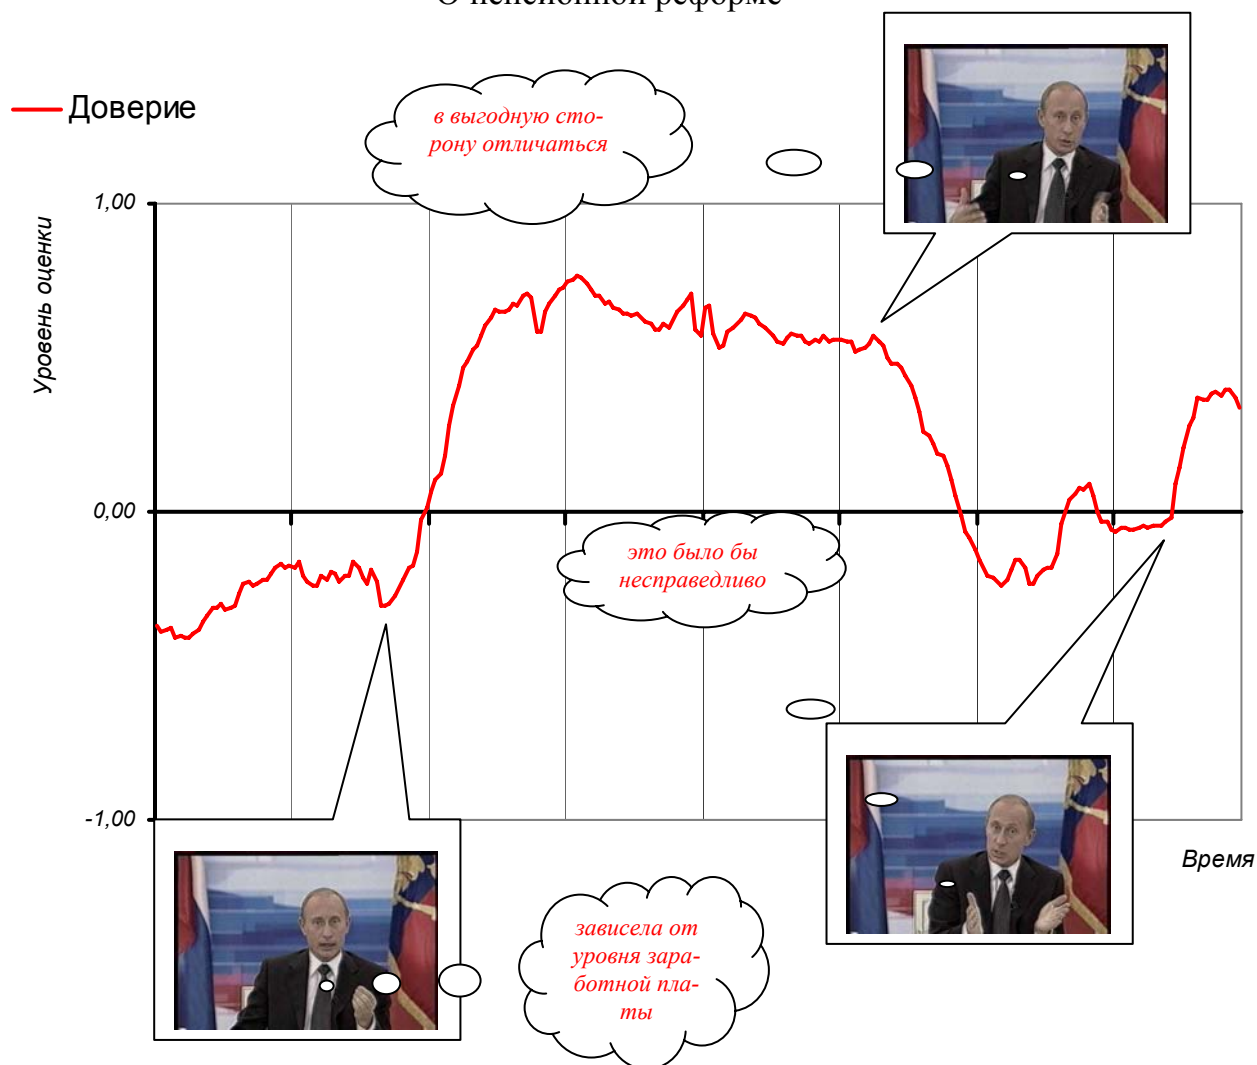 О пенсионной реформе
Доверие
в выгодную сто-
рону отличаться
1,00
Уровень оценки
0,00
это было бы
несправедливо
-1,00
Время
зависела от
уровня зара-
ботной пла-
ты